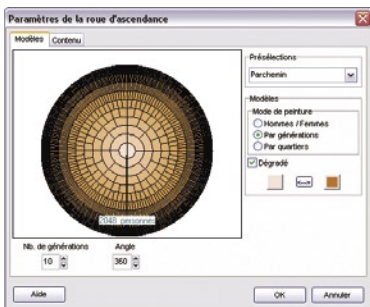 Paramètres de la roue d'ascendance
Modèles Contenu
Présélections
Parchemin
Modèles
Mode de peinture
Hommes / Femmes
Par générations
Par quartiers
Dégradé
2048 personnes
Nb. de générations Angle
10 360
Aide OK Annuler